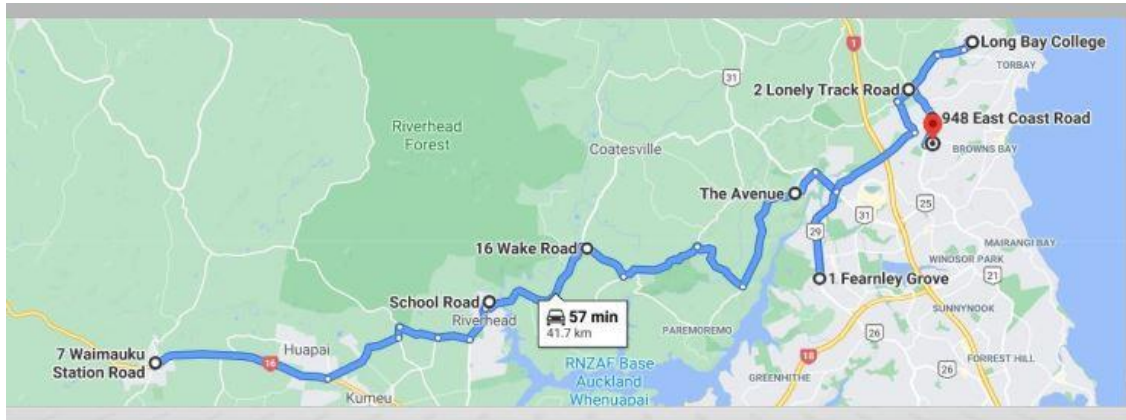 Long Bay College
TORBAY
1
31
2 Lonely Track Road
948 East Coast Road
BROWNS BAY
Riverhead
Forest
Coatesville
The Avenue
25
31
29
16 Wake Road
MAIRANGI BAY
WINDSOR PARK
21
1 Fearnley Grove
School Road
Riverhead
57 min
41.7 km
SUNNYNOOK
PAREMOREMO
26
7 Waimauku
Station Road
16
Huapai
Kumeu
RNZAF Base
Auckland
Whenuapai
18
GREENHITHE
FORREST HILL
26